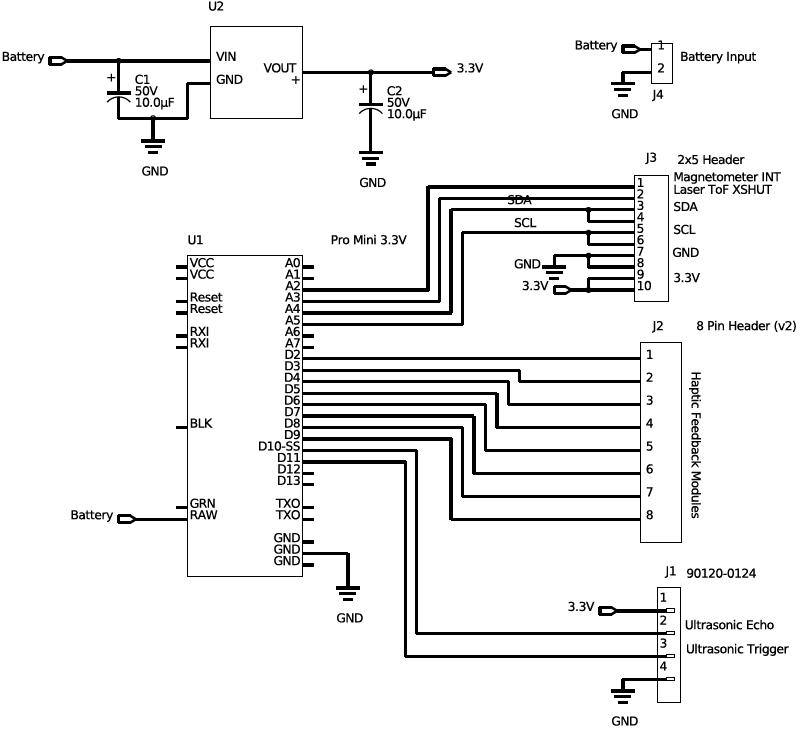 U2
Battery
VIN
GND
VOUT
+
3.3V
+
C1
50V
10.0µF
GND
+
C2
50V
10.0µF
GND
Battery
1
2
Battery Input
J4
GND
J3
2x5 Header
1
2
3
4
5
6
7
8
9
10
Magnetometer INT
Laser ToF XSHUT
SDA
SCL
GND
3.3V
SDA
SCL
GND
3.3V
U1
Pro Mini 3.3V
VCC
VCC
Reset
Reset
RXI
RXI
BLK
GRN
RAW
Battery
A0
A1
A2
A3
A4
A5
A6
A7
D2
D3
D4
D5
D6
D7
D8
D9
D10-SS
D11
D12
D13
TXO
TXO
GND
GND
GND
GND
J2
8 Pin Header (v2)
1
2
3
4
5
6
7
8
Haptic Feedback Modules
J1
90120-0124
1
2
3
4
3.3V
Ultrasonic Echo
Ultrasonic Trigger
GND